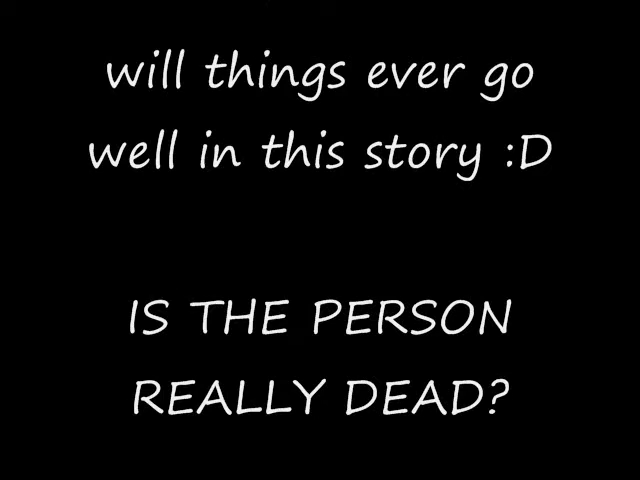 will things ever go
well in this story :D
IS THE PERSON
REALLY DEAD?